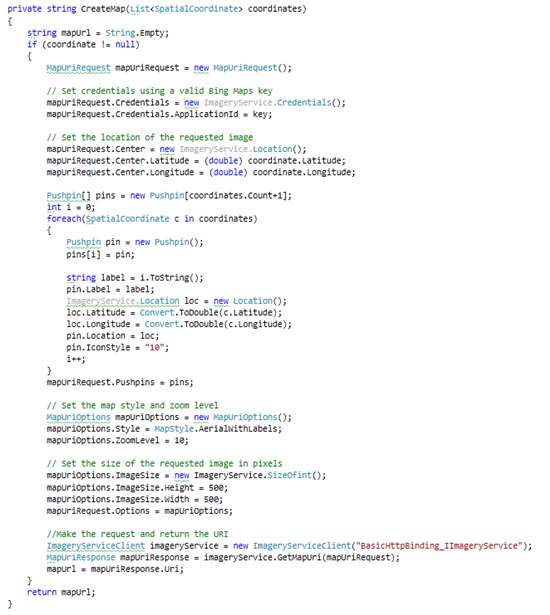 private string CreateMap(List<SpatialCoordinate> coordinates)
{
string mapUrl = String.Empty;
if (coordinate != null)
{
MapUriRequest mapUriRequest = new MapUriRequest();
// Set credentials using a valid Bing Maps key
mapUriRequest.Credentials = new ImageryService.Credentials();
mapUriRequest.Credentials.ApplicationId = key;
// Set the location of the requested image
mapUriRequest.Center = new ImageryService.Location();
mapUriRequest.Center.Latitude = (double) coordinate.Latitude;
mapUriRequest.Center.Longitude = (double) coordinate.Longitude;
Pushpin[] pins = new Pushpin[coordinates.Count+1];
int i = 0;
foreach(SpatialCoordinate c in coordinates)
{
Pushpin pin = new Pushpin();
pins[i] = pin;
string label = i.ToString();
pin.Label = label;
ImageryService.Location loc = new Location();
loc.Latitude = Convert.ToDouble(c.Latitude);
loc.Longitude = Convert.ToDouble(c.Longitude);
pin.Location = loc;
pin.IconStyle = "10";
i++;
}
mapUriRequest.Pushpins = pins;
// Set the map style and zoom level
MapUriOptions mapUriOptions = new MapUriOptions();
mapUriOptions.Style = MapStyle.AerialWithLabels;
mapUriOptions.ZoomLevel = 10;
// Set the size of the requested image in pixels
mapUriOptions.ImageSize = new ImageryService.SizeOfint();
mapUriOptions.ImageSize.Height = 500;
mapUriOptions.ImageSize.Width = 500;
mapUriRequest.Options = mapUriOptions;
//Make the request and return the URI
ImageryServiceClient imageryService = new ImageryServiceClient("BasicHttpBinding_IImageryService");
MapUriResponse mapUriResponse = imageryService.GetMapUri(mapUriRequest);
mapUrl = mapUriResponse.Uri;
}
return mapUrl;
}